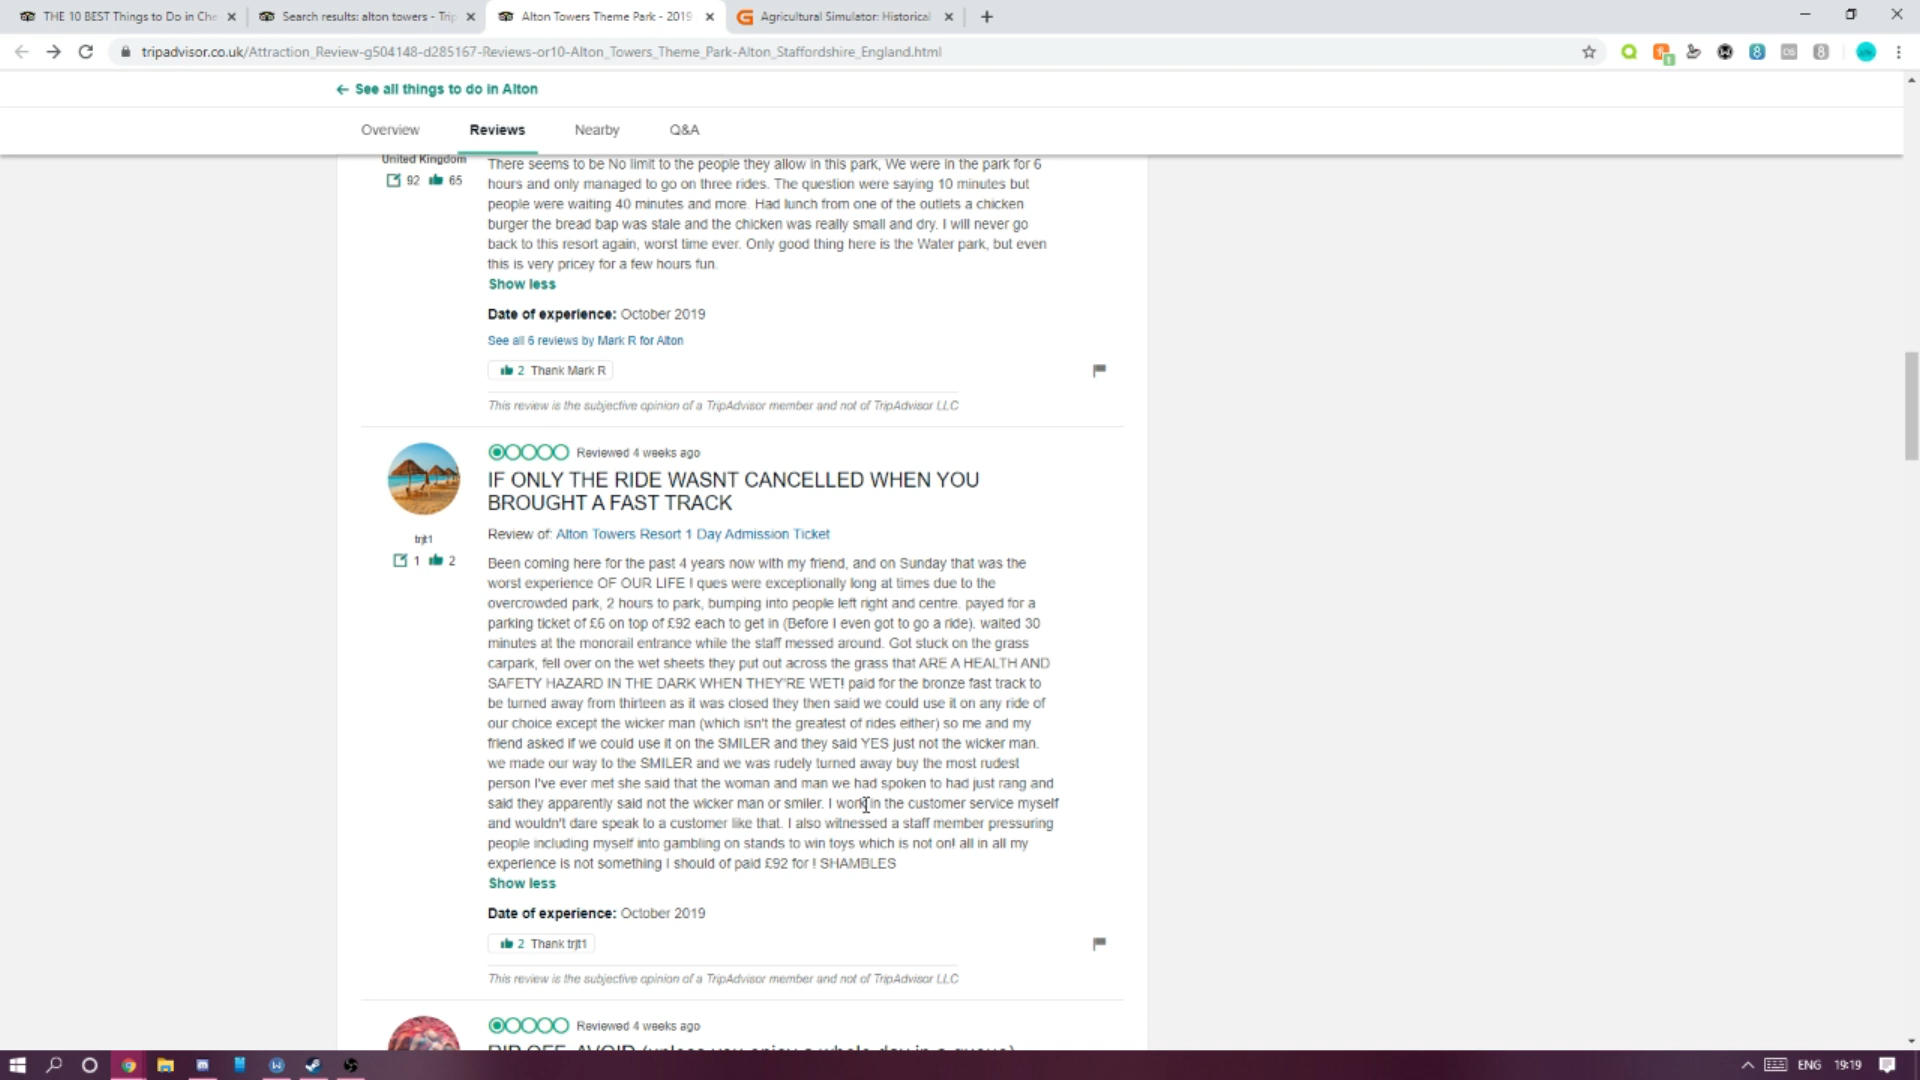 THE 10 BEST Things to Do in Che
Search results: alton towers - Trip
Alton Towers Theme Park - 2019
Agricultural Simulator: Historical
tripadvisor.co.uk/Attraction_Review-g504148-d285167-Reviews-or10-Alton_Towers_Theme_Park-Alton_Staffordshire_England.html
← See all things to do in Alton
Overview Reviews Nearby Q&A
United Kingdom
92 65
There seems to be No limit to the people they allow in this park, We were in the park for 6
hours and only managed to go on three rides. The question were saying 10 minutes but
people were waiting 40 minutes and more. Had lunch from one of the outlets a chicken
burger the bread bap was stale and the chicken was really small and dry. I will never go
back to this resort again, worst time ever. Only good thing here is the Water park, but even
this is very pricey for a few hours fun.
Show less
Date of experience: October 2019
See all 6 reviews by Mark R for Alton
2 Thank Mark R
This review is the subjective opinion of a TripAdvisor member and not of TripAdvisor LLC
Reviewed 4 weeks ago
IF ONLY THE RIDE WASNT CANCELLED WHEN YOU
BROUGHT A FAST TRACK
trjt1
1 2
Review of: Alton Towers Resort 1 Day Admission Ticket
Been coming here for the past 4 years now with my friend, and on Sunday that was the
worst experience OF OUR LIFE ! ques were exceptionally long at times due to the
overcrowded park, 2 hours to park, bumping into people left right and centre. payed for a
parking ticket of £6 on top of £92 each to get in (Before I even got to go a ride). waited 30
minutes at the monorail entrance while the staff messed around. Got stuck on the grass
carpark, fell over on the wet sheets they put out across the grass that ARE A HEALTH AND
SAFETY HAZARD IN THE DARK WHEN THEY'RE WET! paid for the bronze fast track to
be turned away from thirteen as it was closed they then said we could use it on any ride of
our choice except the wicker man (which isn't the greatest of rides either) so me and my
friend asked if we could use it on the SMILER and they said YES just not the wicker man.
we made our way to the SMILER and we was rudely turned away buy the most rudest
person I've ever met she said that the woman and man we had spoken to had just rang and
said they apparently said not the wicker man or smiler. I work in the customer service myself
and wouldn't dare speak to a customer like that. I also witnessed a staff member pressuring
people including myself into gambling on stands to win toys which is not on! all in all my
experience is not something I should of paid £92 for ! SHAMBLES
Show less
Date of experience: October 2019
2 Thank trjt1
This review is the subjective opinion of a TripAdvisor member and not of TripAdvisor LLC
Reviewed 4 weeks ago
RIP OFF, AVOID (unless you enjoy a whole day in a queue)
ENG 19:19